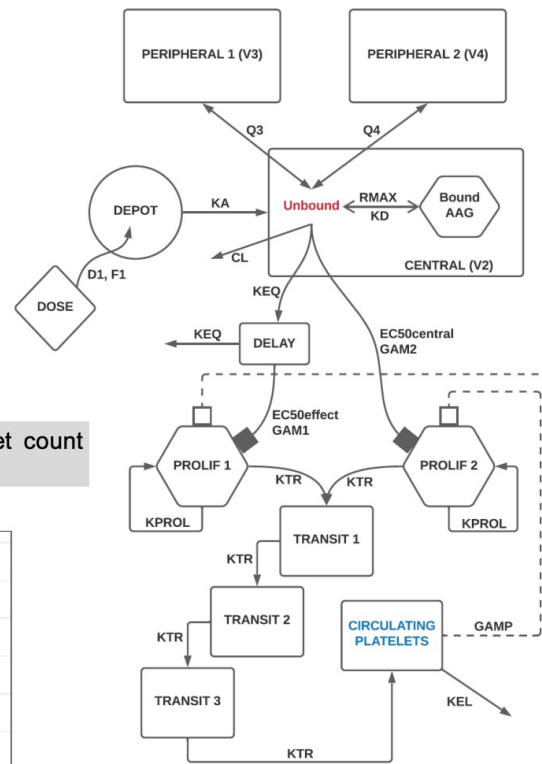 PERIPHERAL 1 (V3)
PERIPHERAL 2 (V4)
Q3
Q4
DEPOT
KA
Unbound
RMAX
KD
Bound
AAG
CENTRAL (V2)
CL
D1, F1
DOSE
KEQ
KEQ
DELAY
EC50central
GAM2
EC50effect
GAM1
et count
PROLIF 1
PROLIF 2
KTR
KTR
KPROL
KPROL
TRANSIT 1
KTR
TRANSIT 2
KTR
TRANSIT 3
CIRCULATING
PLATELETS
GAMP
KEL
KTR